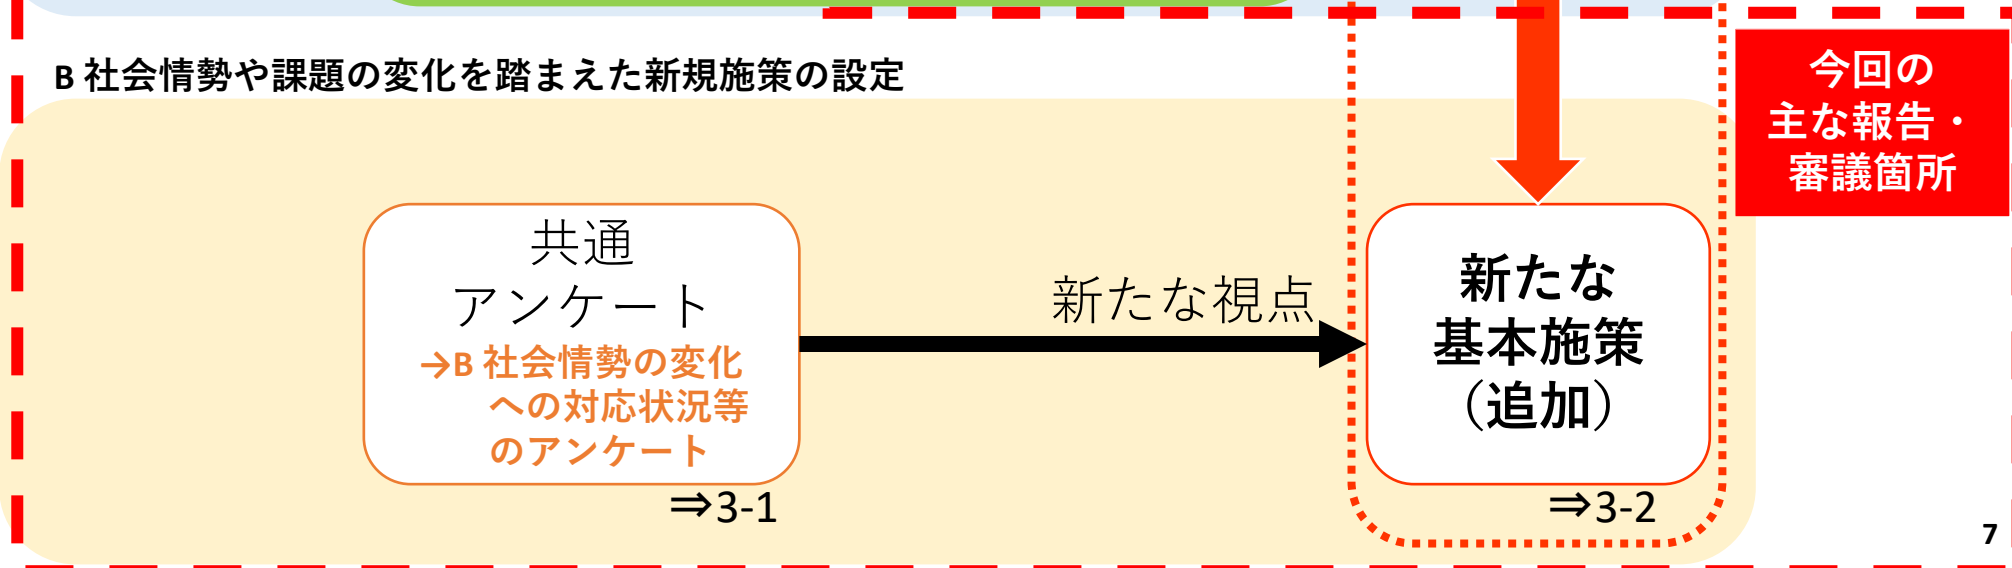 B 社会情勢や課題の変化を踏まえた新規施策の設定
今回の
主な報告・
審議箇所
共通
アンケート
→B 社会情勢の変化
への対応状況等
のアンケート
⇒3-1
新たな視点
新たな
基本施策
（追加）
⇒3-2
7